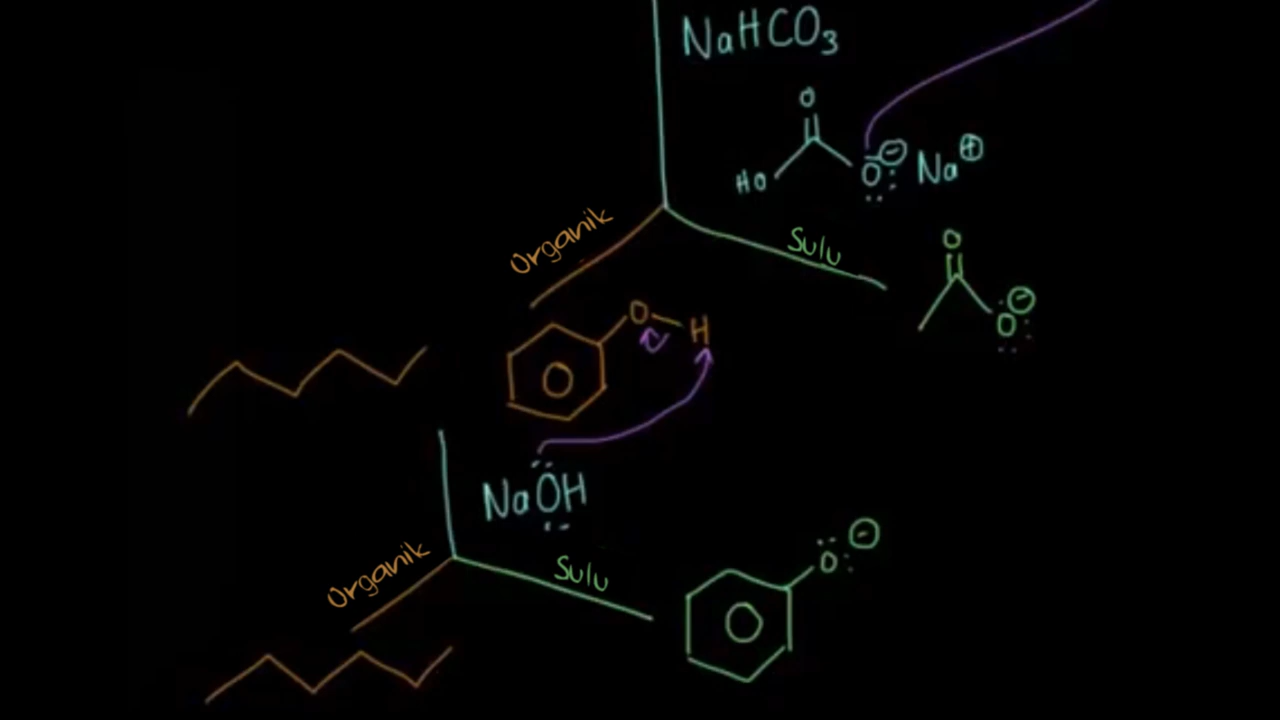 NaHCO3
O
HO O Na
Organik
Sulu
O
O
O H
NaOH
Organik
Sulu
O